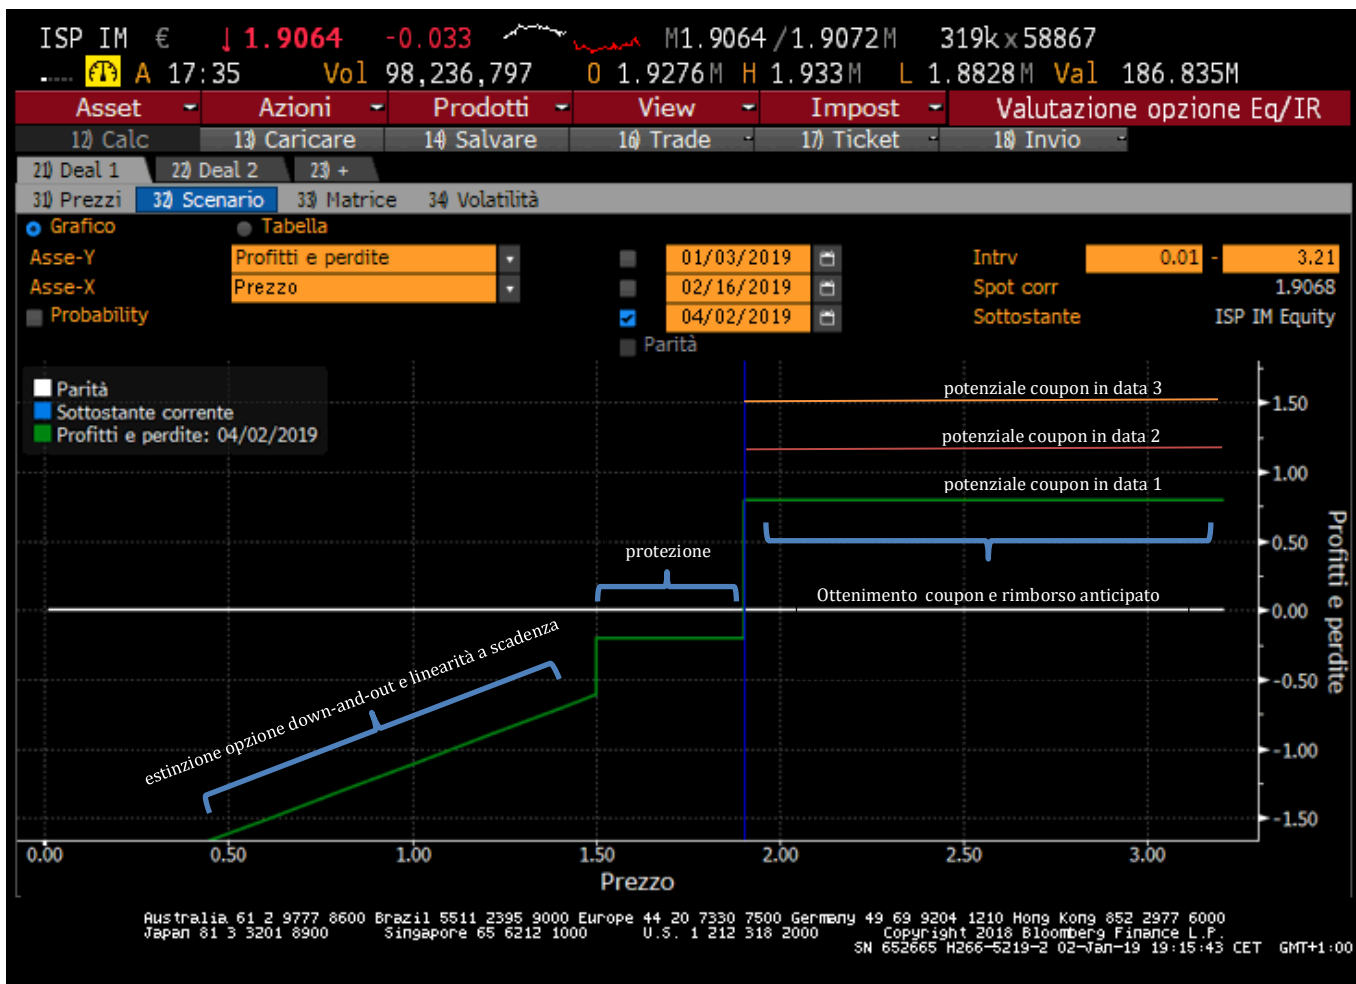 ISP IM € ↓ 1.9064 -0.033 M1.9064/1.9072M 319k x 58867
A 17:35 Vol 98,236,797 O 1.9276M H 1.933M L 1.8828M Val 186.835M
Asset Azioni Prodotti View Impost Valutazione opzione Eq/IR
12) Calc 13) Caricare 14) Salvare 16) Trade 17) Ticket 18) Invio
21) Deal 1 22) Deal 2 23) +
31) Prezzi 32) Scenario 33) Matrice 34) Volatilità
Grafico Tabella
Asse-Y Profitti e perdite 01/03/2019 Intrv 0.01 - 3.21
Asse-X Prezzo 02/16/2019 Spot corr 1.9068
Probability 04/02/2019 Sottostante ISP IM Equity
Parità
Parità
Sottostante corrente
Profitti e perdite: 04/02/2019
potenziale coupon in data 3
potenziale coupon in data 2
potenziale coupon in data 1
protezione
Ottenimento coupon e rimborso anticipato
estinzione opzione down-and-out e linearità a scadenza
1.50
1.00
0.50
0.00
-0.50
-1.00
-1.50
Profitti e perdite
0.00 0.50 1.00 1.50 2.00 2.50 3.00
Prezzo
Australia 61 2 9777 8600 Brazil 5511 2395 9000 Europe 44 20 7330 7500 Germany 49 69 9204 1210 Hong Kong 852 2977 6000
Japan 81 3 3201 8900 Singapore 65 6212 1000 U.S. 1 212 318 2000 Copyright 2018 Bloomberg Finance L.P.
SN 652665 H266-5219-2 02-Jan-19 19:15:43 CET GMT+1:00